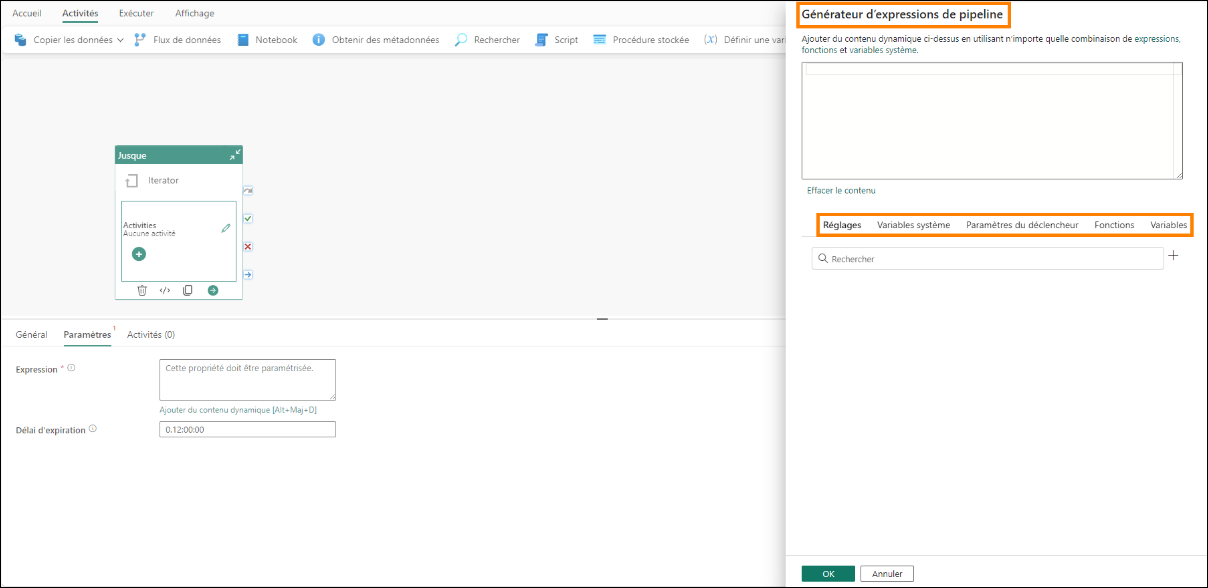 Accueil Activités Exécuter Affichage
Copier les données Flux de données Notebook Obtenir des métadonnées Rechercher Script Procédure stockée (x) Définir une vari
Jusque
Iterator
Activities
Aucune activité
Général Paramètres 1 Activités (0)
Expression * Cette propriété doit être paramétrisée.
Ajouter du contenu dynamique [Alt+Maj+D]
Délai d'expiration 0.12:00:00
Générateur d'expressions de pipeline
Ajouter du contenu dynamique ci-dessus en utilisant n'importe quelle combinaison de expressions,
fonctions et variables système.
Effacer le contenu
Réglages Variables système Paramètres du déclencheur Fonctions Variables
Rechercher
OK Annuler